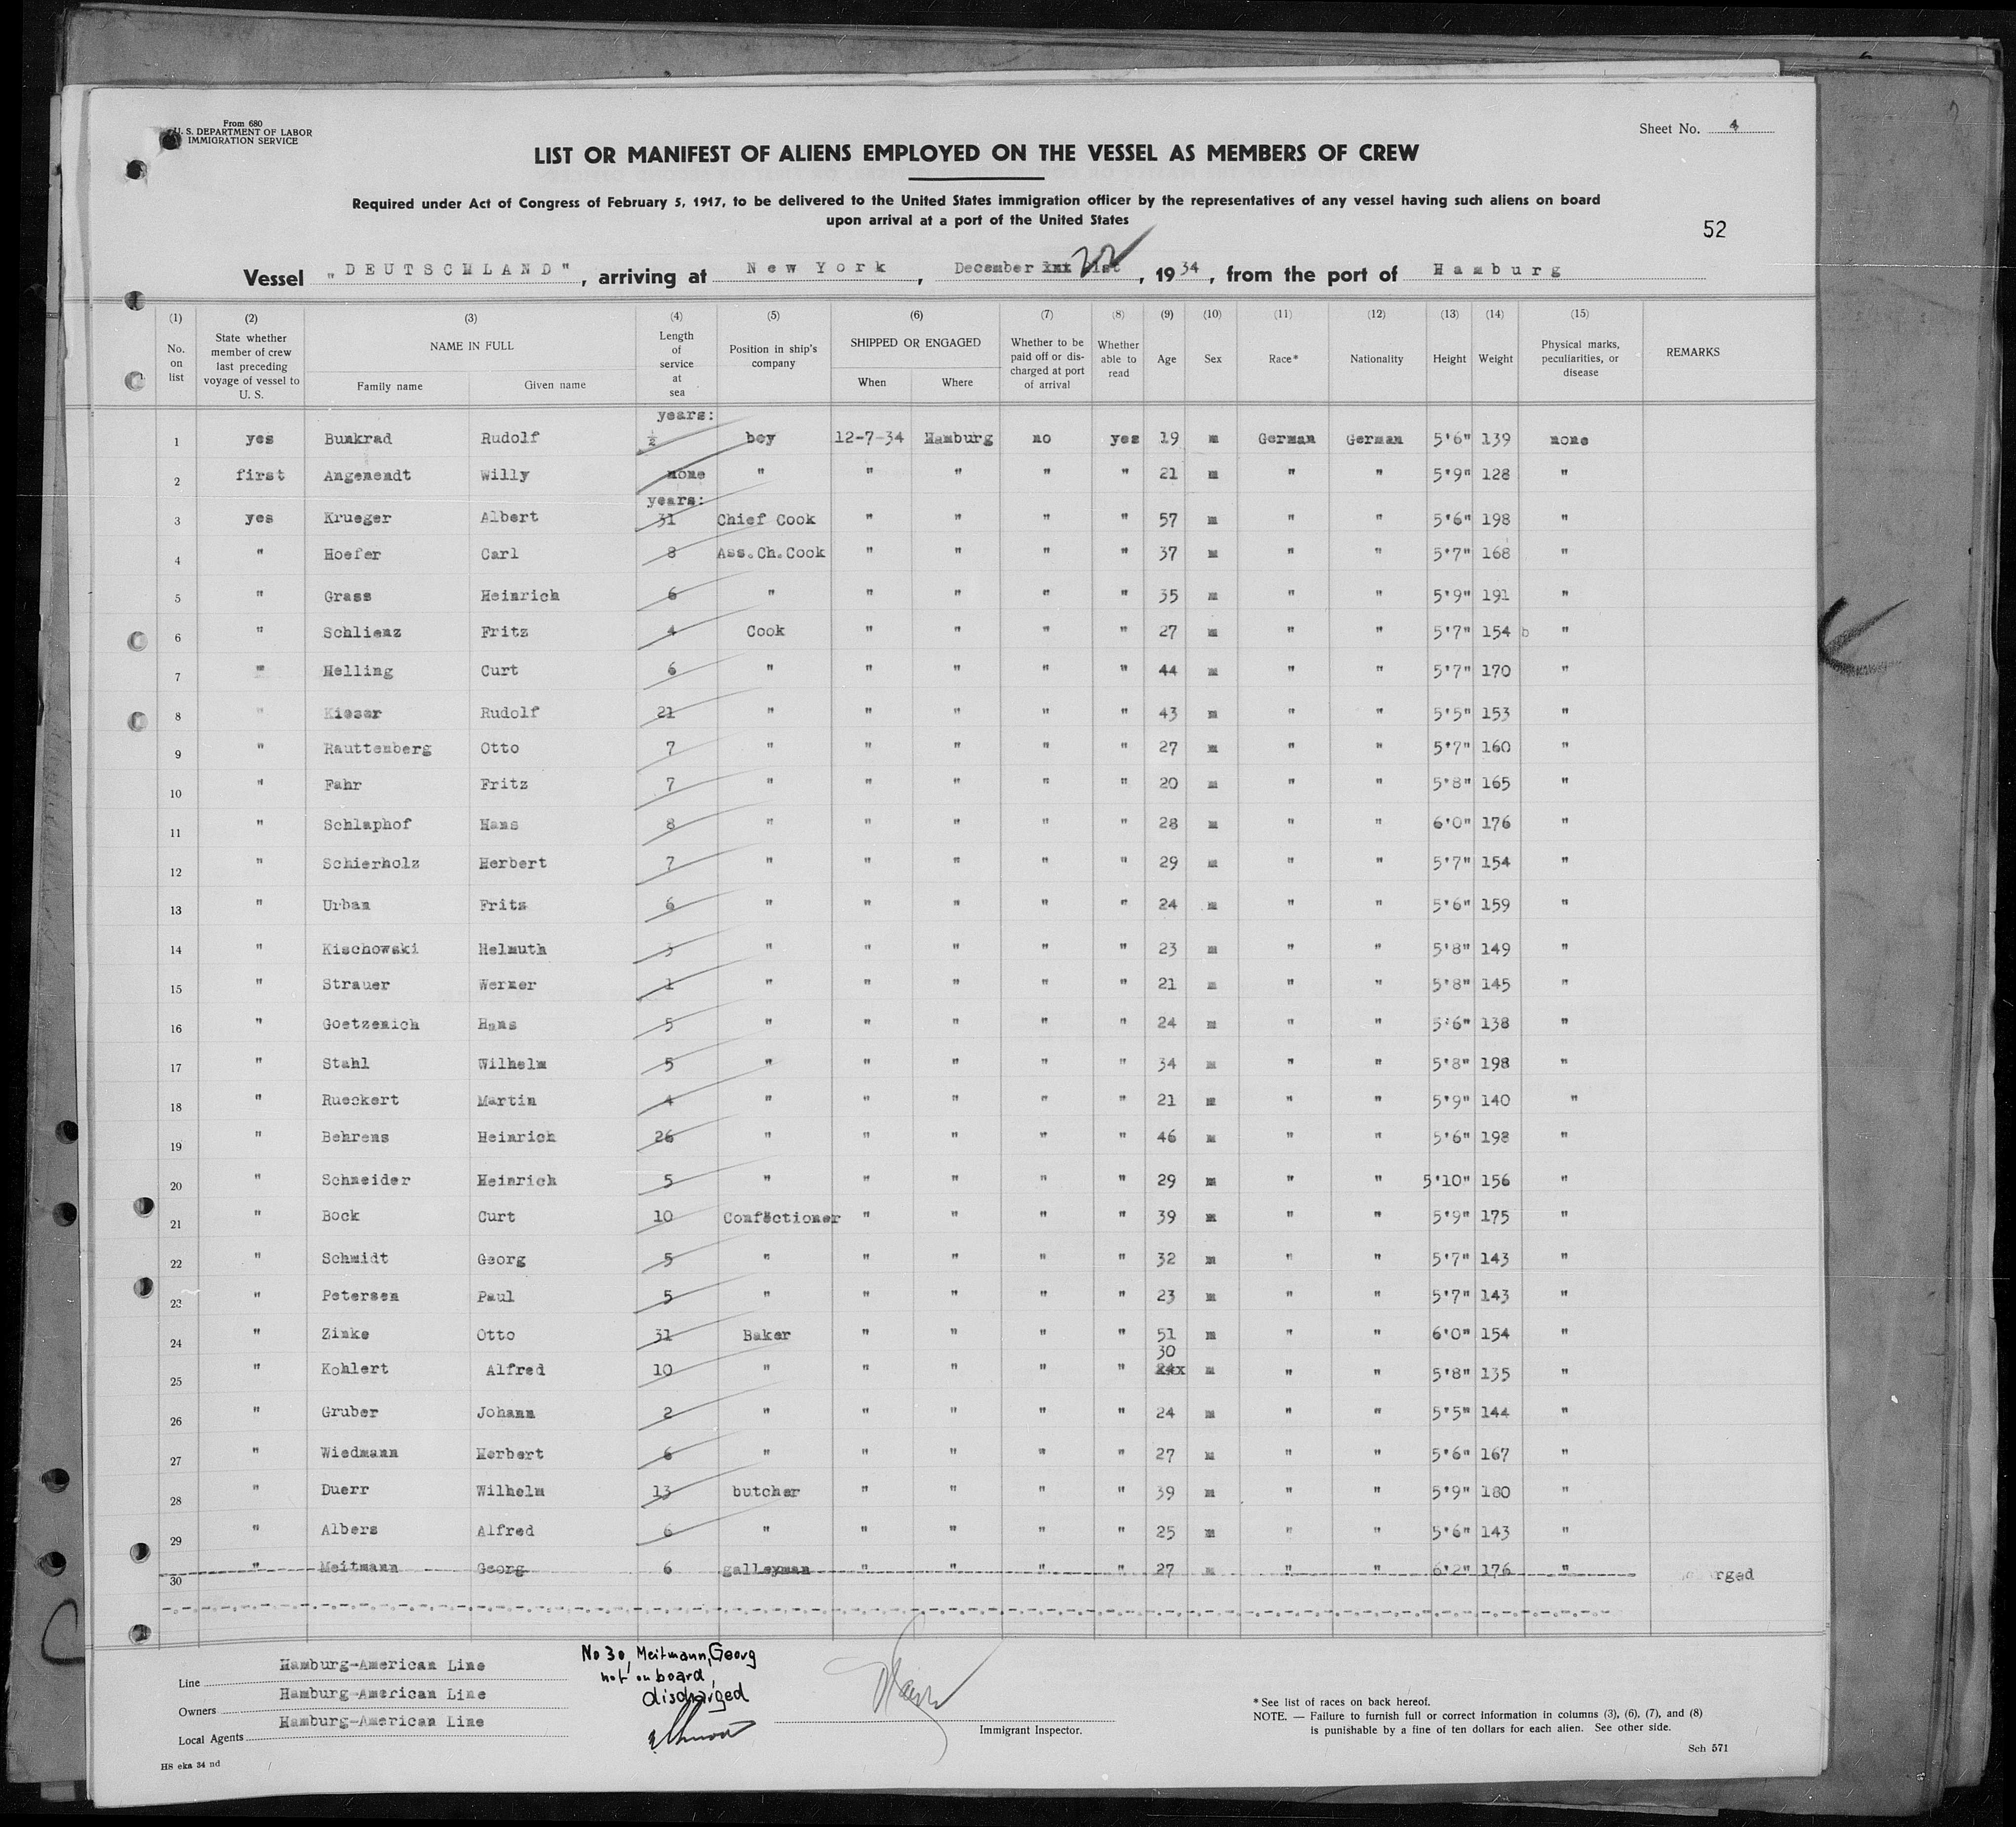 From 680
U. S. DEPARTMENT OF LABOR
IMMIGRATION SERVICE
Sheet No. 4
LIST OR MANIFEST OF ALIENS EMPLOYED ON THE VESSEL AS MEMBERS OF CREW
Required under Act of Congress of February 5, 1917, to be delivered to the United States immigration officer by the representatives of any vessel having such aliens on board
upon arrival at a port of the United States
52
Vessel "DEUTSCHLAND", arriving at New York, December 22, 1934, from the port of Hamburg
(1) (2) (3) (4) (5) (6) (7) (8) (9) (10) (11) (12) (13) (14) (15)
No. on list
State whether member of crew last preceding voyage of vessel to U. S.
NAME IN FULL
Family name
Given name
Length of service at sea
Position in ship's company
SHIPPED OR ENGAGED
When
Where
Whether to be paid off or discharged at port of arrival
Whether able to read
Age
Sex
Race*
Nationality
Height
Weight
Physical marks, peculiarities, or disease
REMARKS
years:
1 yes Bunkrad Rudolf ½ boy 12-7-34 Hamburg no yes 19 m German German 5'6" 139 none
2 first Angenendt Willy none " " " " " 21 m " " 5'9" 128 "
years:
3 yes Krueger Albert 31 Chief Cook " " " " 57 m " " 5'6" 198 "
4 " Hoefer Carl 8 Ass.Ch.Cook " " " " 37 m " " 5'7" 168 "
5 " Grass Heinrich 6 " " " " " 35 m " " 5'9" 191 "
6 " Schlienz Fritz 4 Cook " " " " 27 m " " 5'7" 154 b "
7 " Helling Curt 6 " " " " " 44 m " " 5'7" 170 "
8 " Kieser Rudolf 21 " " " " " 43 m " " 5'5" 153 "
9 " Rauttenberg Otto 7 " " " " " 27 m " " 5'7" 160 "
10 " Fahr Fritz 7 " " " " " 20 m " " 5'8" 165 "
11 " Schlaphof Hans 8 " " " " " 28 m " " 6'0" 176 "
12 " Schierholz Herbert 7 " " " " " 29 m " " 5'7" 154 "
13 " Urban Fritz 6 " " " " " 24 m " " 5'6" 159 "
14 " Kischowski Helmuth 3 " " " " " 23 m " " 5'8" 149 "
15 " Strauer Werner 1 " " " " " 21 m " " 5'8" 145 "
16 " Goetzenich Hans 5 " " " " " 24 m " " 5'6" 138 "
17 " Stahl Wilhelm 5 " " " " " 34 m " " 5'8" 198 "
18 " Rueckert Martin 4 " " " " " 21 m " " 5'9" 140 "
19 " Behrens Heinrich 26 " " " " " 46 m " " 5'6" 198 "
20 " Schneider Heinrich 5 " " " " " 29 m " " 5'10" 156 "
21 " Bock Curt 10 Confectioner " " " " 39 m " " 5'9" 175 "
22 " Schmidt Georg 5 " " " " " 32 m " " 5'7" 143 "
23 " Petersen Paul 5 " " " " " 23 m " " 5'7" 143 "
24 " Zinke Otto 31 Baker " " " " 51 m " " 6'0" 154 "
25 " Kohlert Alfred 10 " " " " " 30 m " " 5'8" 135 "
26 " Gruber Johann 2 " " " " " 24 m " " 5'5" 144 "
27 " Wiedmann Herbert 6 " " " " " 27 m " " 5'6" 167 "
28 " Duerr Wilhelm 13 butcher " " " " 39 m " " 5'9" 180 "
29 " Albers Alfred 6 " " " " " 25 m " " 5'6" 143 "
30 " Meitmann Georg 6 galleyman " " " " 27 m " " 6'2" 176 " rged
Line Hamburg-American Line
Owners Hamburg-American Line
Local Agents Hamburg-American Line
No 30, Meitmann, Georg
not on board,
discharged
Immigrant Inspector.
* See list of races on back hereof.
NOTE. — Failure to furnish full or correct information in columns (3), (6), (7), and (8)
is punishable by a fine of ten dollars for each alien. See other side.
HS eka 34 nd
Sch 571